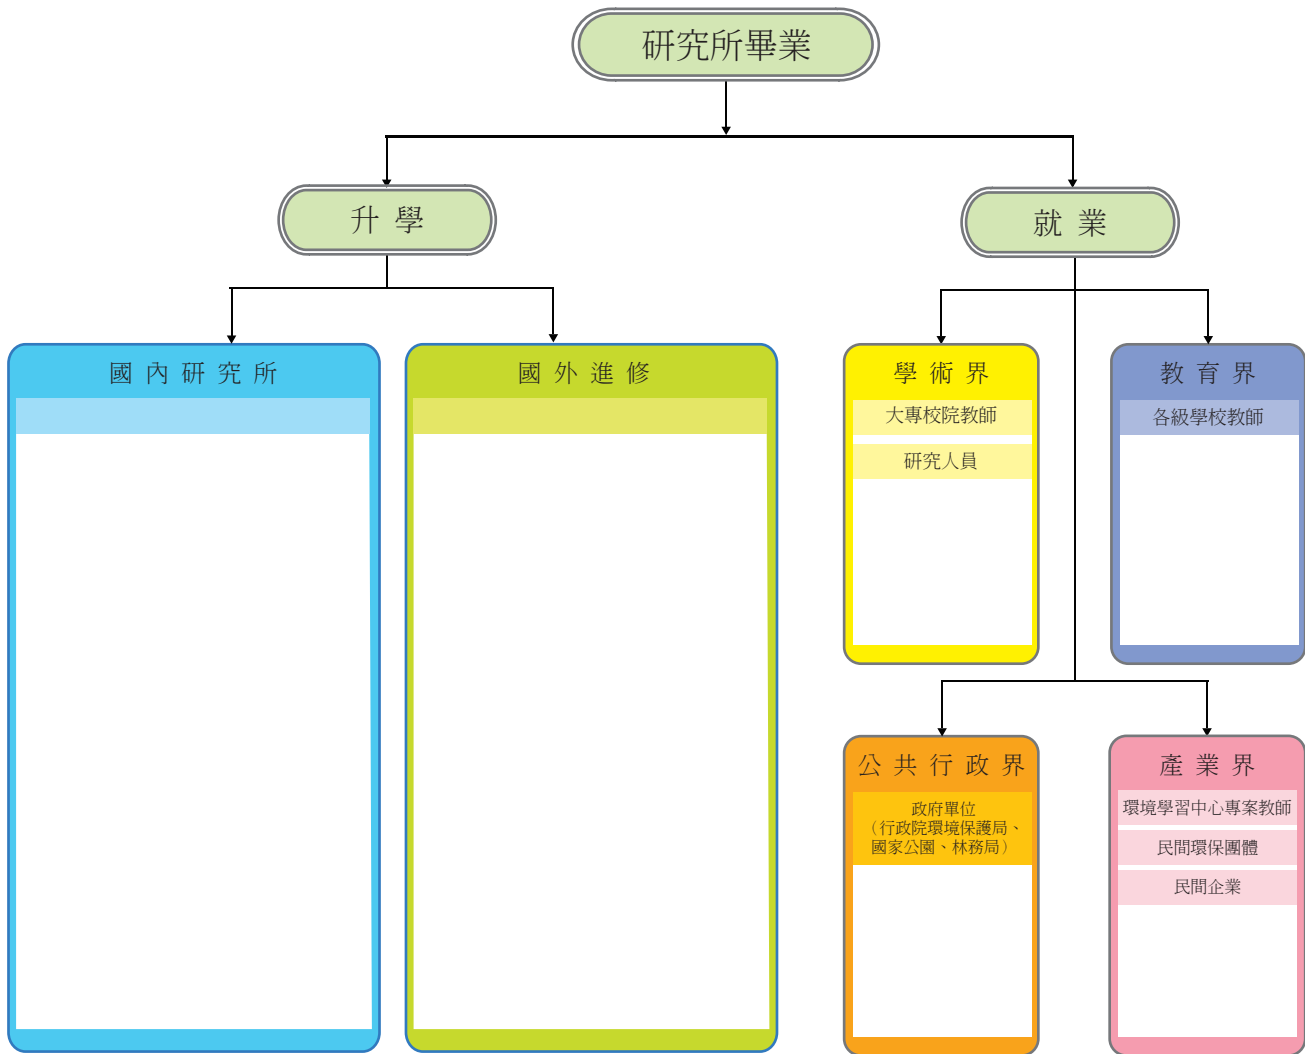 研究所畢業
升學
就業
國內研究所
國外進修
學術界
大專校院教師
研究人員
教育界
各級學校教師
公共行政界
政府單位
（行政院環境保護局、
國家公園、林務局）
產業界
環境學習中心專案教師
民間環保團體
民間企業